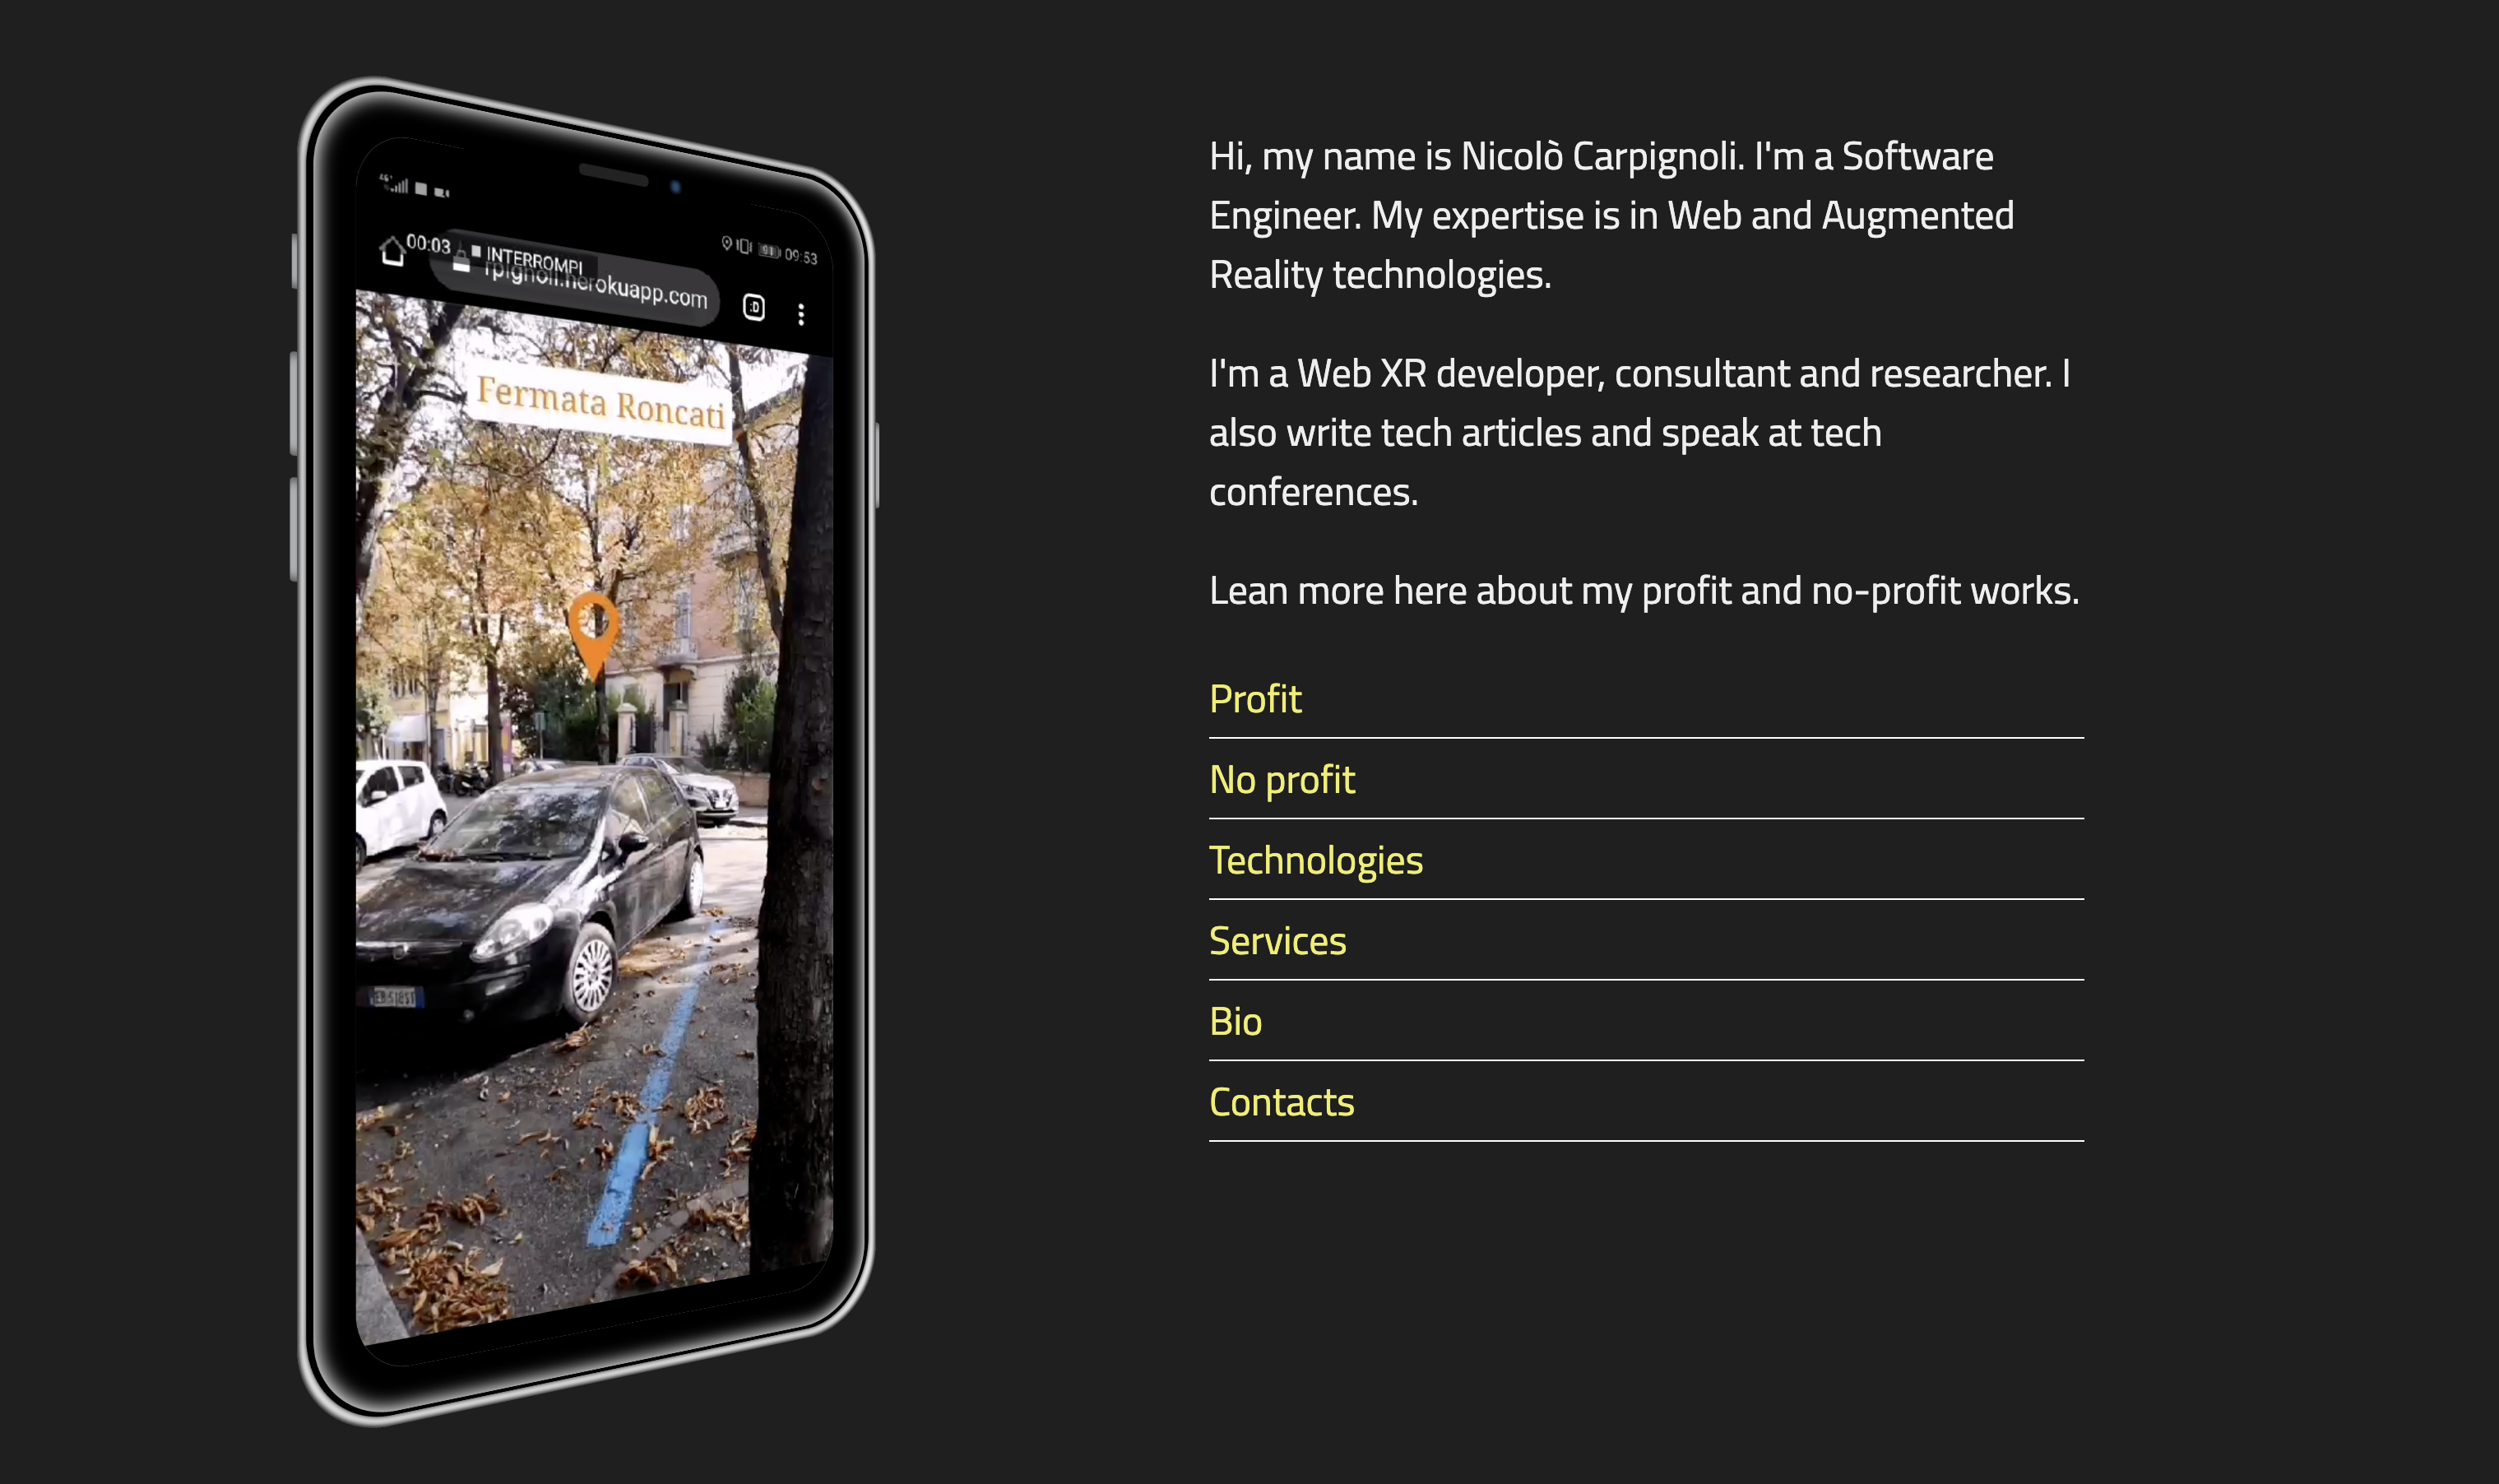 00:03 INTERROMPI
91 09:53
rpignoli.herokuapp.com
:D
Fermata Roncati
Hi, my name is Nicolò Carpignoli. I'm a Software
Engineer. My expertise is in Web and Augmented
Reality technologies.
I'm a Web XR developer, consultant and researcher. I
also write tech articles and speak at tech
conferences.
Lean more here about my profit and no-profit works.
Profit
No profit
Technologies
Services
Bio
Contacts